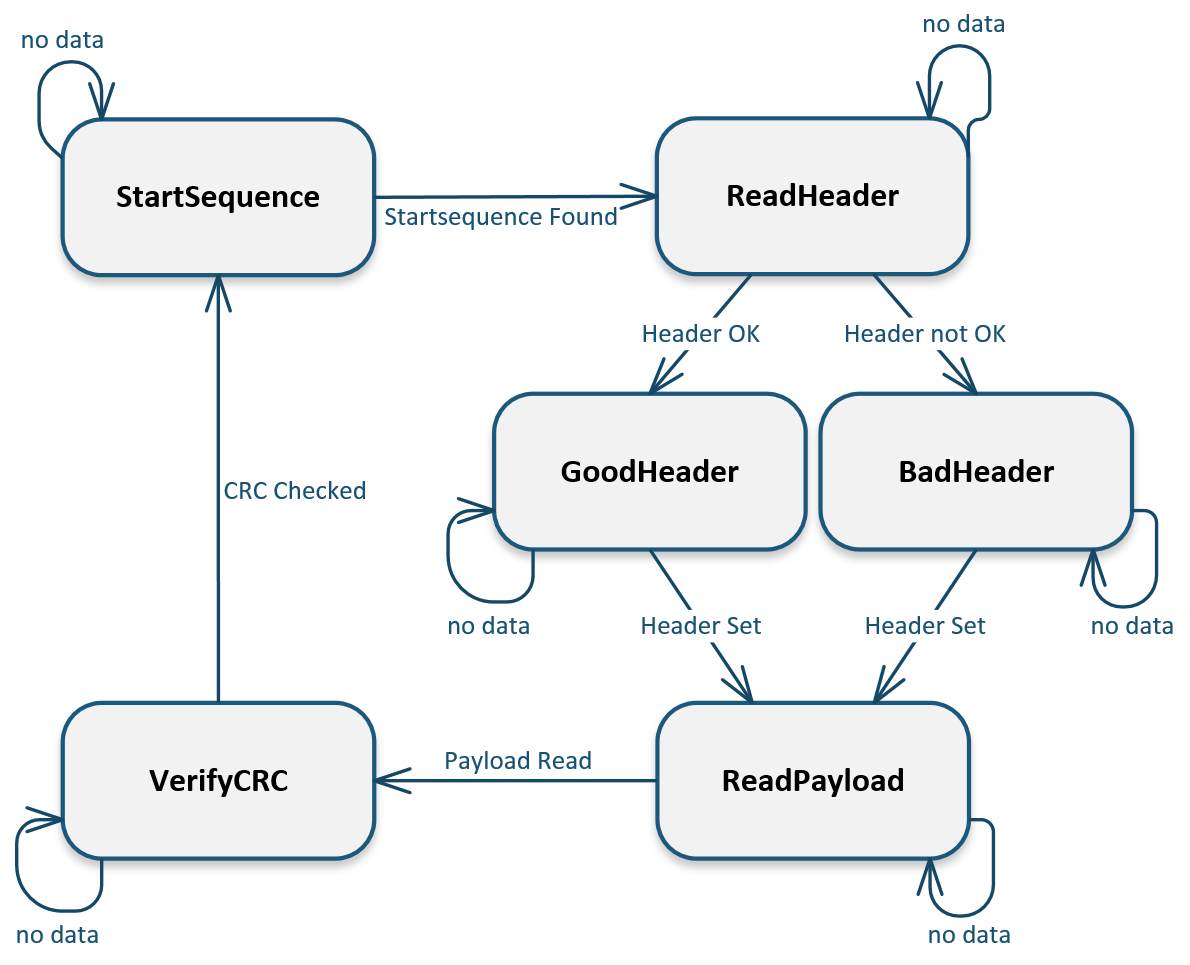 no data
no data
StartSequence
ReadHeader
Startsequence Found
Header OK
Header not OK
GoodHeader
BadHeader
CRC Checked
no data
Header Set
Header Set
no data
Payload Read
VerifyCRC
ReadPayload
no data
no data